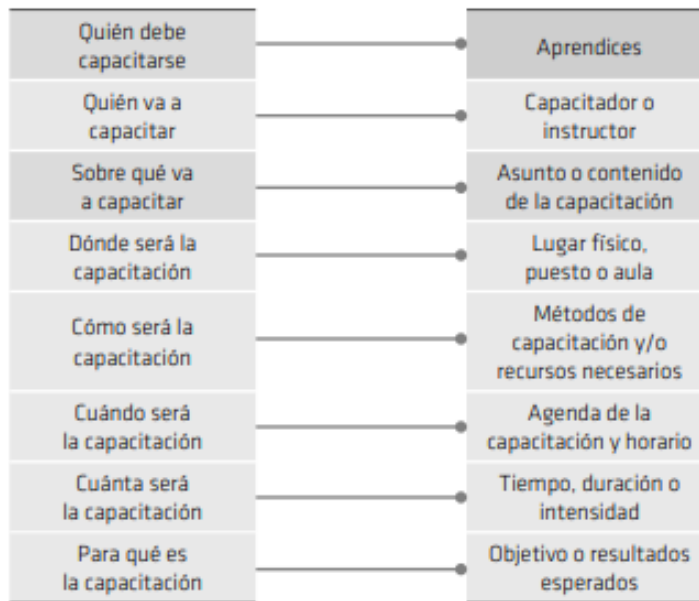 Quién debe
capacitarse
Aprendices
Quién va a
capacitar
Capacitador o
instructor
Sobre qué va
a capacitar
Asunto o contenido
de la capacitación
Dónde será la
capacitación
Lugar físico,
puesto o aula
Cómo será la
capacitación
Métodos de
capacitación y/o
recursos necesarios
Cuándo será
la capacitación
Agenda de la
capacitación y horario
Cuánta será
la capacitación
Tiempo, duración o
intensidad
Para qué es
la capacitación
Objetivo o resultados
esperados